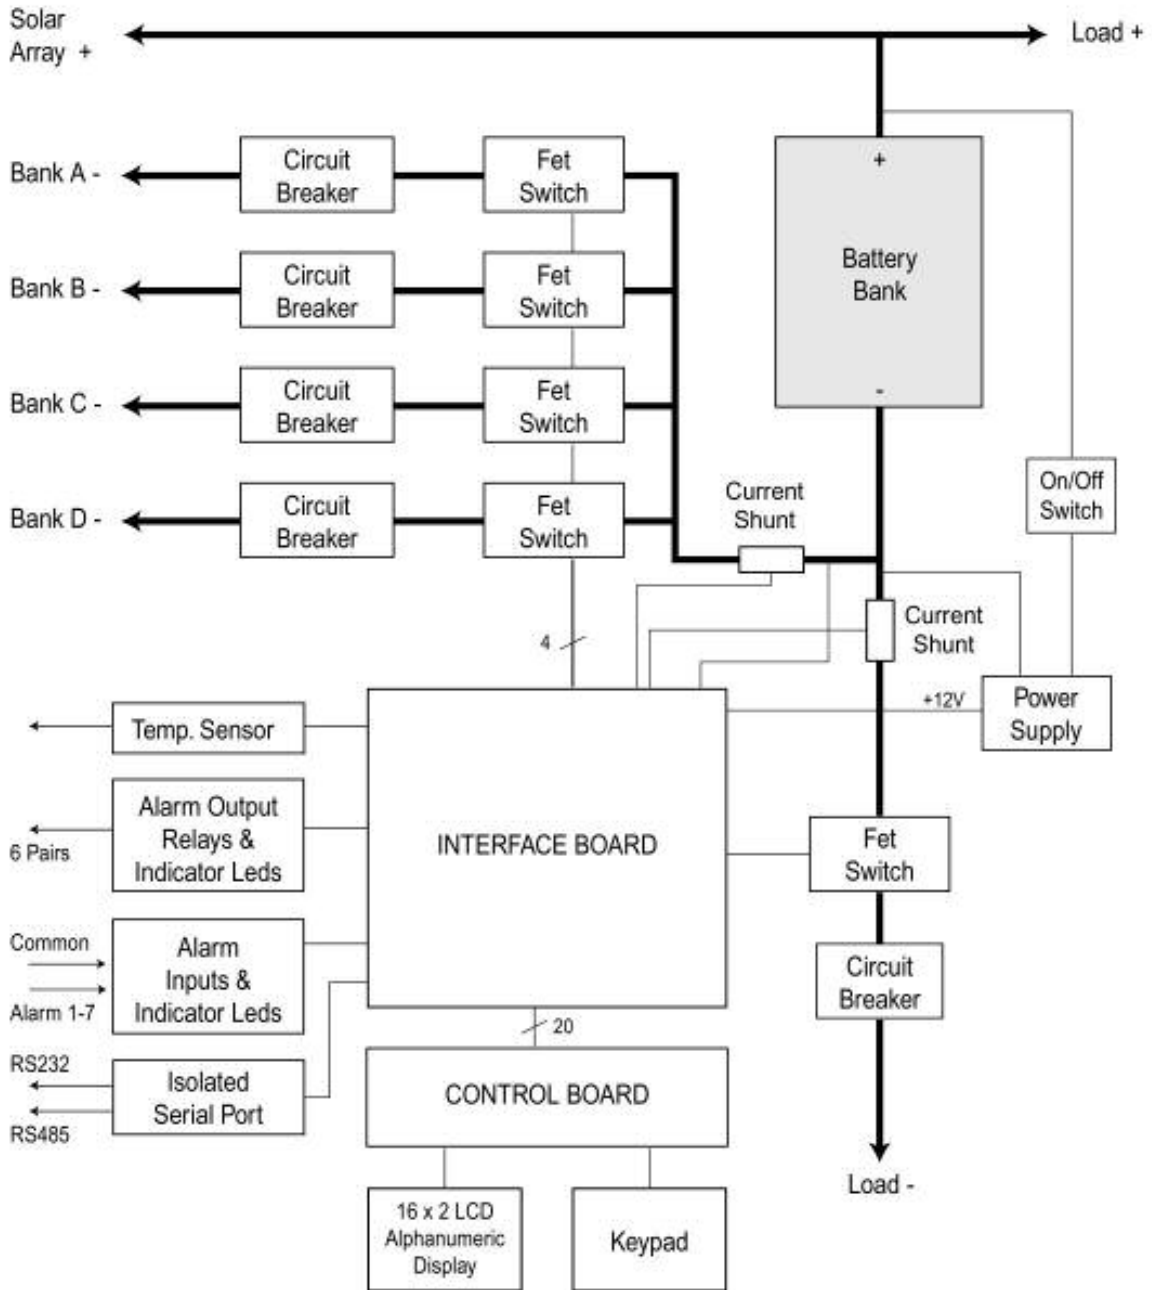 Solar
Array +
Load +
Bank A -
Circuit
Breaker
Fet
Switch
+
Battery
Bank
-
Bank B -
Circuit
Breaker
Fet
Switch
Bank C -
Circuit
Breaker
Fet
Switch
Bank D -
Circuit
Breaker
Fet
Switch
Current
Shunt
On/Off
Switch
Current
Shunt
4
+12V
Power
Supply
Temp. Sensor
6 Pairs
Alarm Output
Relays &
Indicator Leds
INTERFACE BOARD
Fet
Switch
Common
Alarm 1-7
Alarm
Inputs &
Indicator Leds
Circuit
Breaker
20
RS232
RS485
Isolated
Serial Port
CONTROL BOARD
Load -
16 x 2 LCD
Alphanumeric
Display
Keypad